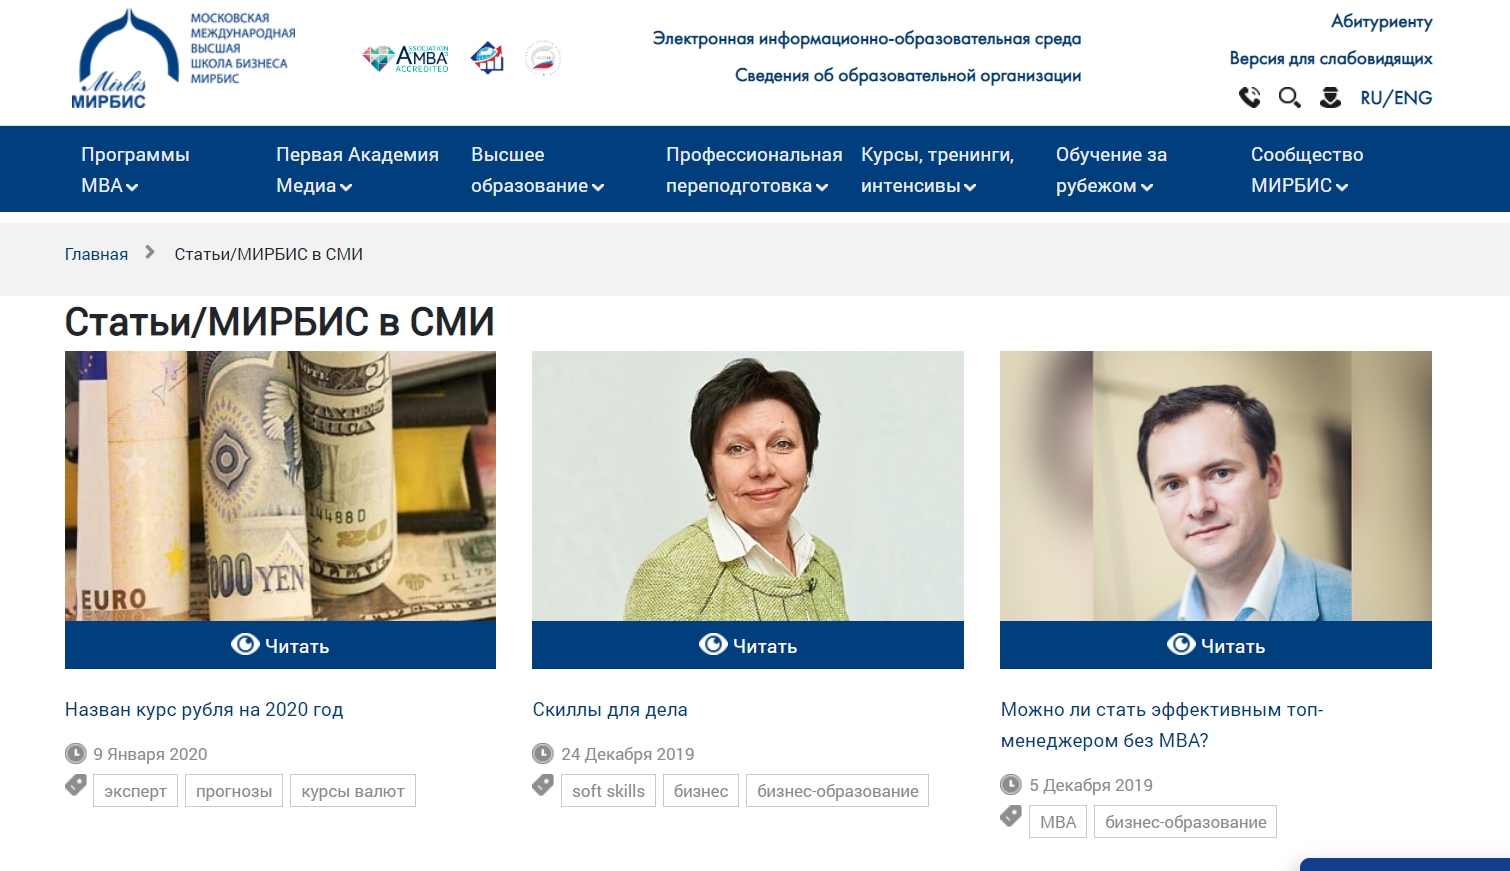 МОСКОВСКАЯ
МЕЖДУНАРОДНАЯ
ВЫСШАЯ
ШКОЛА БИЗНЕСА
МИРБИС
Mirbis
МИРБИС
ASSOCIATION
AMBA
ACCREDITED
Электронная информационно-образовательная среда
Сведения об образовательной организации
Абитуриенту
Версия для слабовидящих
RU/ENG
Программы
MBA
Первая Академия
Медиа
Высшее
образование
Профессиональная
переподготовка
Курсы, тренинги,
интенсивы
Обучение за
рубежом
Сообщество
МИРБИС
Главная
Статьи/МИРБИС в СМИ
Статьи/МИРБИС в СМИ
EURO
000 YEN
14488D
20
Читать
Читать
Читать
Назван курс рубля на 2020 год
9 Января 2020
эксперт
прогнозы
курсы валют
Скиллы для дела
24 Декабря 2019
soft skills
бизнес
бизнес-образование
Можно ли стать эффективным топ-
менеджером без MBA?
5 Декабря 2019
MBA
бизнес-образование